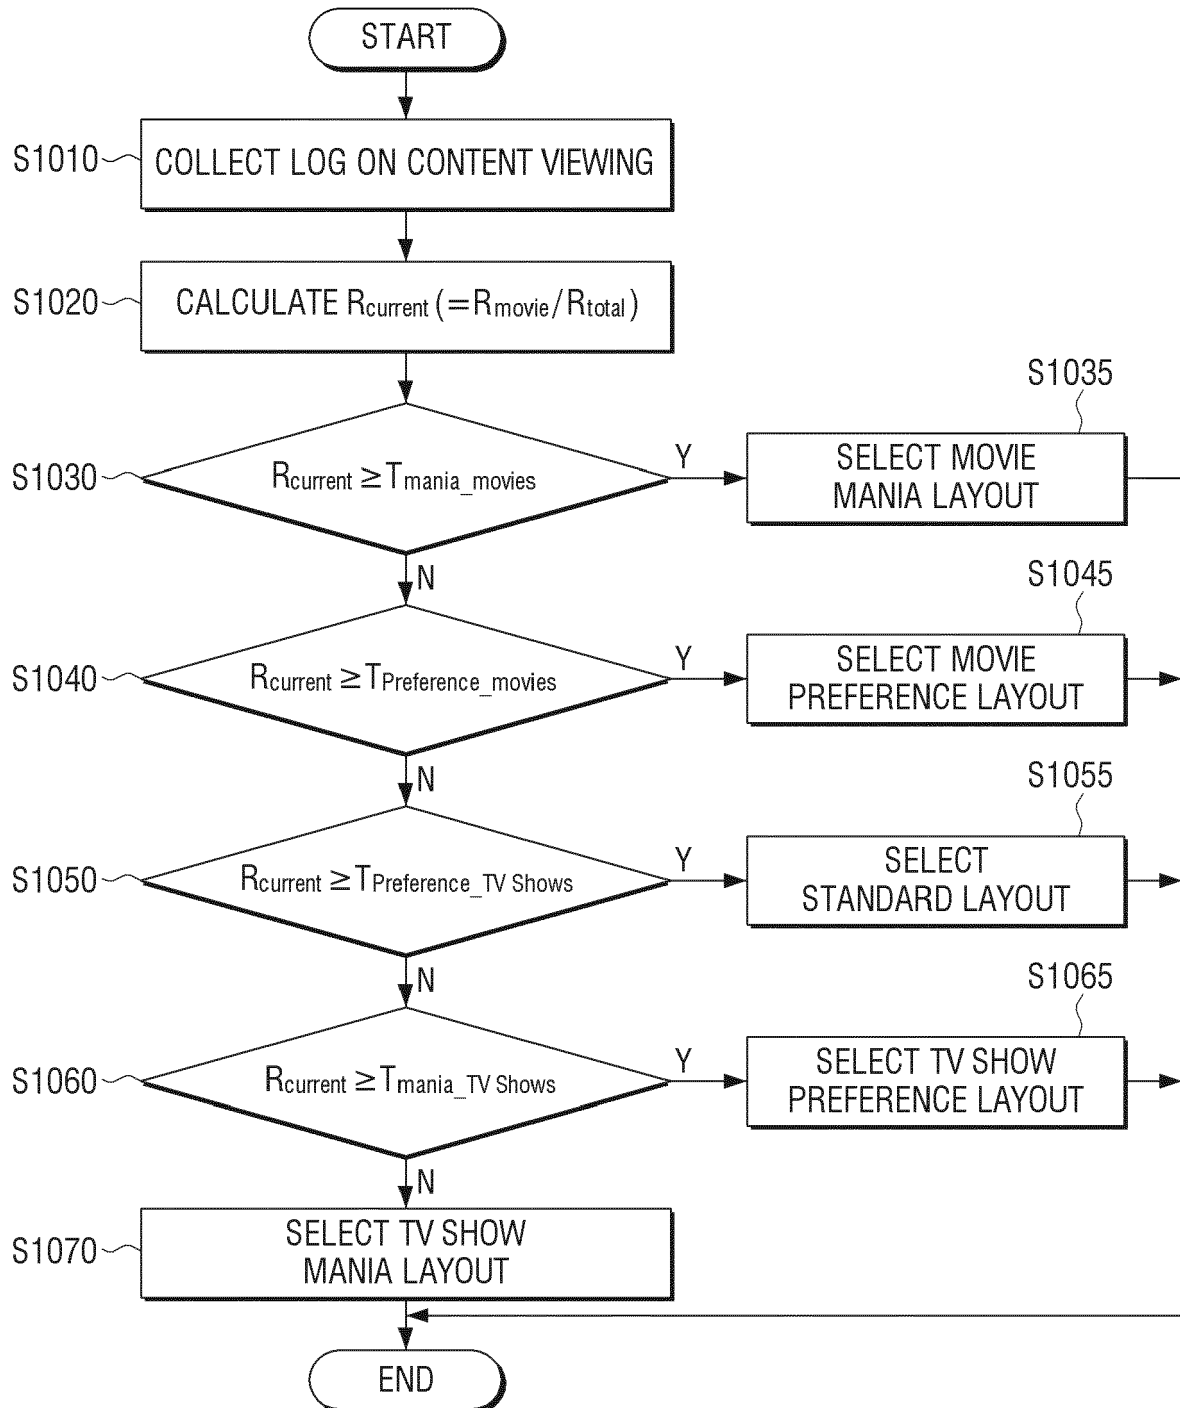 START
S1010
COLLECT LOG ON CONTENT VIEWING
S1020
CALCULATE Rcurrent (=Rmovie/Rtotal)
S1030
Rcurrent ≥ Tmania_movies
Y
S1035
SELECT MOVIE
MANIA LAYOUT
N
S1040
Rcurrent ≥ TPreference_movies
Y
S1045
SELECT MOVIE
PREFERENCE LAYOUT
N
S1050
Rcurrent ≥ TPreference_TV Shows
Y
S1055
SELECT
STANDARD LAYOUT
N
S1060
Rcurrent ≥ Tmania_TV Shows
Y
S1065
SELECT TV SHOW
PREFERENCE LAYOUT
N
S1070
SELECT TV SHOW
MANIA LAYOUT
END